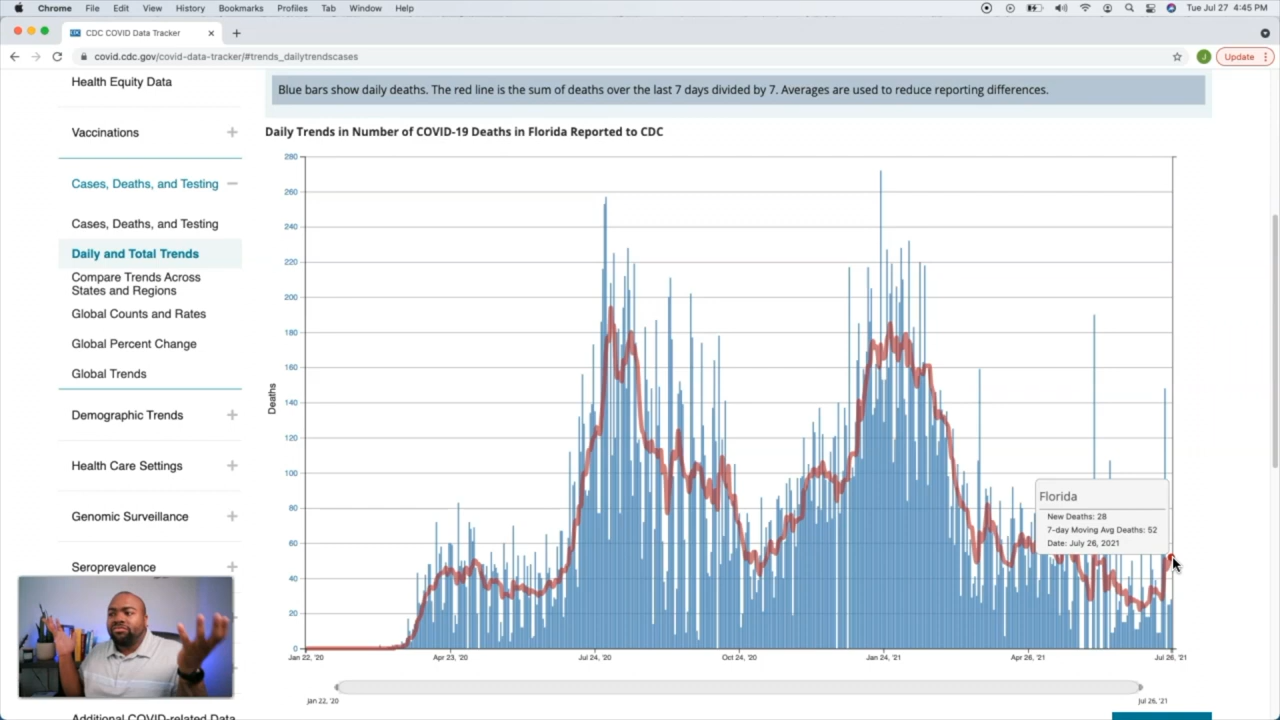 Chrome File Edit View History Bookmarks Profiles Tab Window Help Tue Jul 27 4:45 PM
CDC COVID Data Tracker
covid.cdc.gov/covid-data-tracker/#trends_dailytrendscases J Update
Health Equity Data
Vaccinations
Cases, Deaths, and Testing
Cases, Deaths, and Testing
Daily and Total Trends
Compare Trends Across
States and Regions
Global Counts and Rates
Global Percent Change
Global Trends
Demographic Trends
Health Care Settings
Genomic Surveillance
Seroprevalence
Additional COVID-related Data
Blue bars show daily deaths. The red line is the sum of deaths over the last 7 days divided by 7. Averages are used to reduce reporting differences.
Daily Trends in Number of COVID-19 Deaths in Florida Reported to CDC
280
260
240
220
200
180
160
140
120
100
80
60
40
20
0
Deaths
Florida
New Deaths: 28
7-day Moving Avg Deaths: 52
Date: July 26, 2021
Jan 22, '20 Apr 23, '20 Jul 24, '20 Oct 24, '20 Jan 24, '21 Apr 26, '21 Jul 26, '21
Jan 22, '20 Jul 26, '21